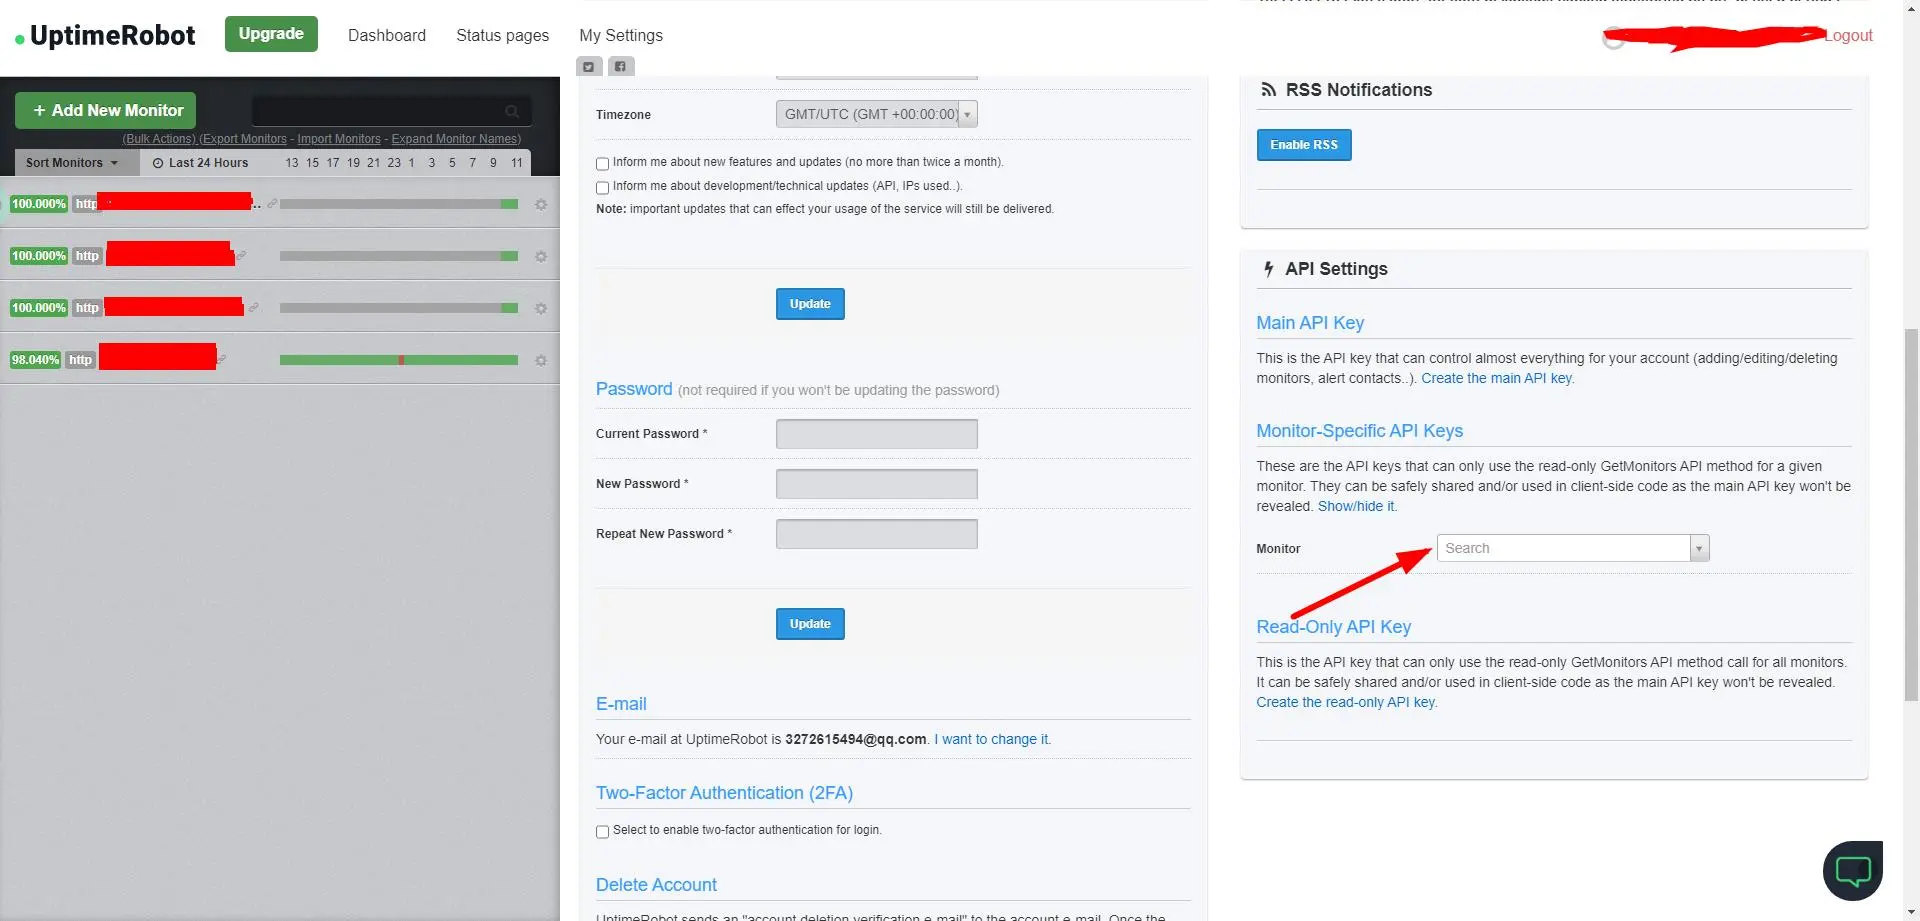 UptimeRobot
Upgrade
Dashboard
Status pages
My Settings
Logout
+ Add New Monitor
(Bulk Actions) (Export Monitors - Import Monitors - Expand Monitor Names)
Sort Monitors
Last 24 Hours
13 15 17 19 21 23 1 3 5 7 9 11
100.000% http ..
100.000% http
100.000% http
98.040% http
Timezone
GMT/UTC (GMT +00:00:00)
Inform me about new features and updates (no more than twice a month).
Inform me about development/technical updates (API, IPs used..).
Note: important updates that can effect your usage of the service will still be delivered.
Update
Password (not required if you won't be updating the password)
Current Password *
New Password *
Repeat New Password *
Update
E-mail
Your e-mail at UptimeRobot is 3272615494@qq.com. I want to change it.
Two-Factor Authentication (2FA)
Select to enable two-factor authentication for login.
Delete Account
UptimeRobot sends an "account deletion verification e-mail" to the account e-mail. Once the
RSS Notifications
Enable RSS
API Settings
Main API Key
This is the API key that can control almost everything for your account (adding/editing/deleting
monitors, alert contacts..). Create the main API key.
Monitor-Specific API Keys
These are the API keys that can only use the read-only GetMonitors API method for a given
monitor. They can be safely shared and/or used in client-side code as the main API key won't be
revealed. Show/hide it.
Monitor
Search
Read-Only API Key
This is the API key that can only use the read-only GetMonitors API method call for all monitors.
It can be safely shared and/or used in client-side code as the main API key won't be revealed.
Create the read-only API key.